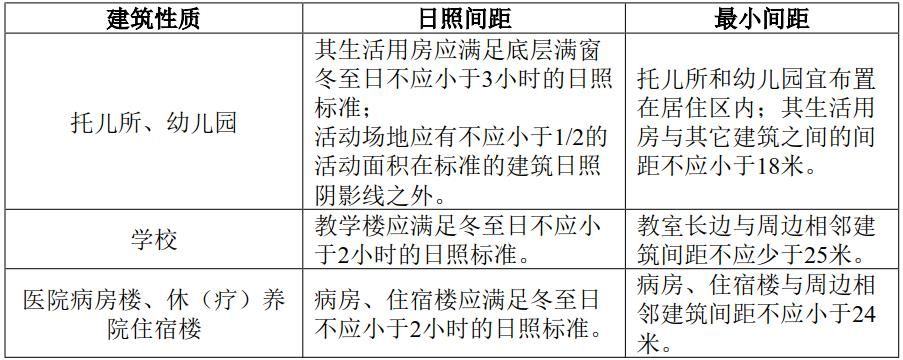 建筑性质
日照间距
最小间距
托儿所、幼儿园
其生活用房应满足底层满窗
冬至日不应小于3小时的日照
标准；
活动场地应有不应小于1/2的
活动面积在标准的建筑日照
阴影线之外。
托儿所和幼儿园宜布置
在居住区内；其生活用
房与其它建筑之间的间
距不应小于18米。
学校
教学楼应满足冬至日不应小
于2小时的日照标准。
教室长边与周边相邻建
筑间距不应少于25米。
医院病房楼、休（疗）养
院住宿楼
病房、住宿楼应满足冬至日
不应小于2小时的日照标准。
病房、住宿楼与周边相
邻建筑间距不应小于24
米。